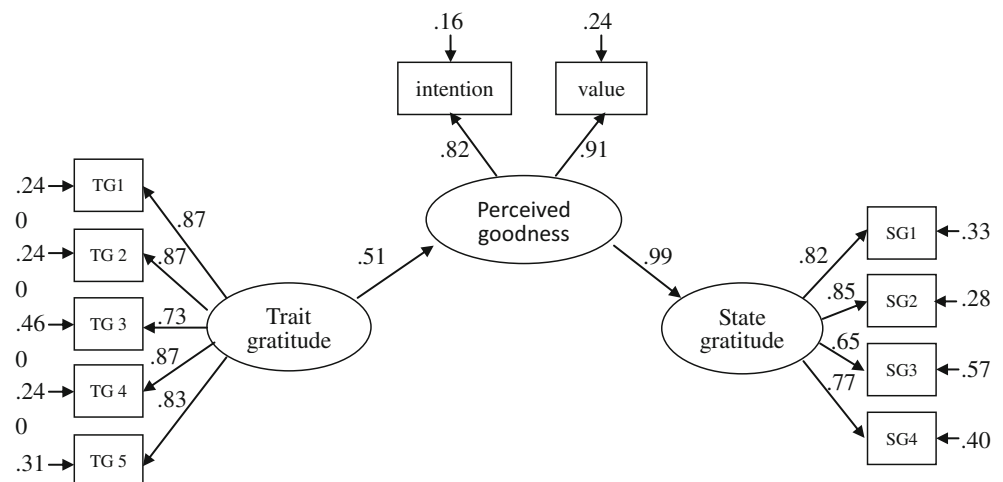 .16
.24
intention
value
.82
.91
.24
TG1
0
.87
Perceived
goodness
.24
TG 2
.87
0
.51
.99
.82
SG1
.33
.46
TG 3
.73
Trait
gratitude
State
gratitude
.85
SG2
.28
0
.87
.65
SG3
.57
.24
TG 4
0
.83
.77
SG4
.40
.31
TG 5